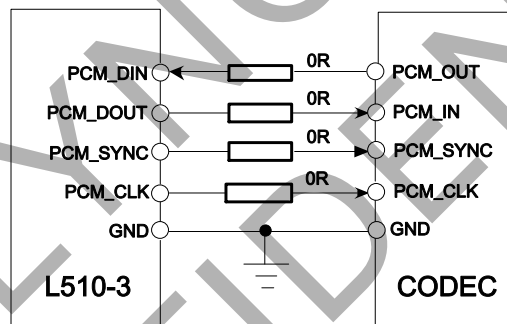 0R
PCM_DIN PCM_OUT
0R
PCM_DOUT PCM_IN
0R
PCM_SYNC PCM_SYNC
0R
PCM_CLK PCM_CLK
GND GND
L510-3 CODEC